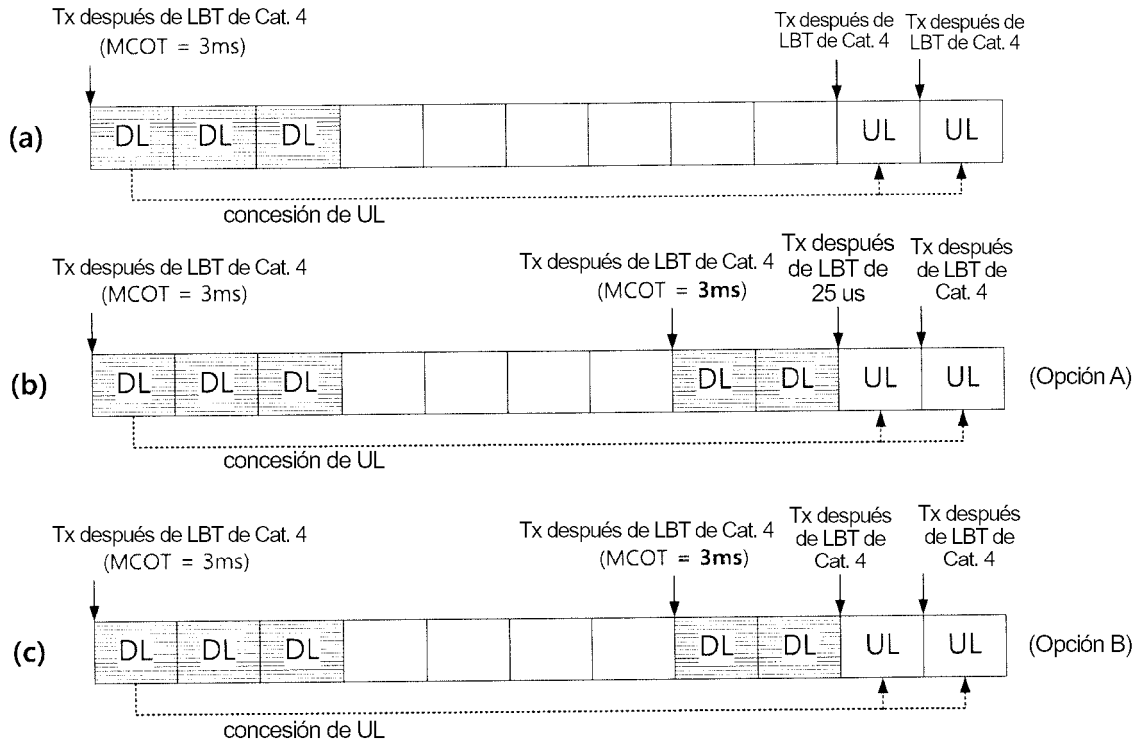 Tx después de LBT de Cat. 4
(MCOT = 3ms)
Tx después de
LBT de Cat. 4
Tx después de
LBT de Cat. 4
(a)
DL DL DL UL UL
concesión de UL
Tx después de LBT de Cat. 4
(MCOT = 3ms)
Tx después de LBT de Cat. 4
(MCOT = 3ms)
Tx después
de LBT de
25 us
Tx después
de LBT de
Cat. 4
(b)
DL DL DL DL DL UL UL
(Opción A)
concesión de UL
Tx después de LBT de Cat. 4
(MCOT = 3ms)
Tx después de LBT de Cat. 4
(MCOT = 3ms)
Tx después
de LBT de
Cat. 4
Tx después
de LBT de
Cat. 4
(c)
DL DL DL DL DL UL UL
(Opción B)
concesión de UL